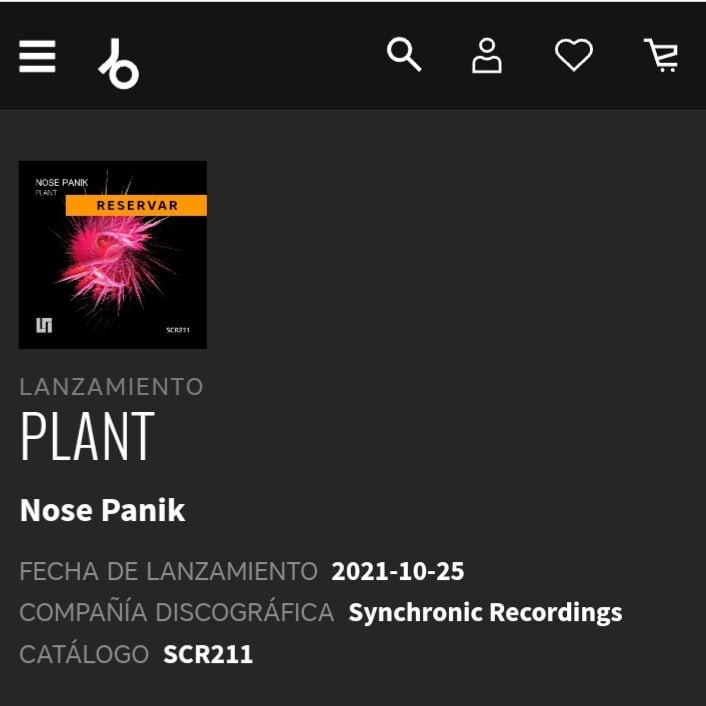 NOSE PANIK
PLANT
RESERVAR
SCR211
LANZAMIENTO
PLANT
Nose Panik
FECHA DE LANZAMIENTO 2021-10-25
COMPAÑÍA DISCOGRÁFICA Synchronic Recordings
CATÁLOGO SCR211